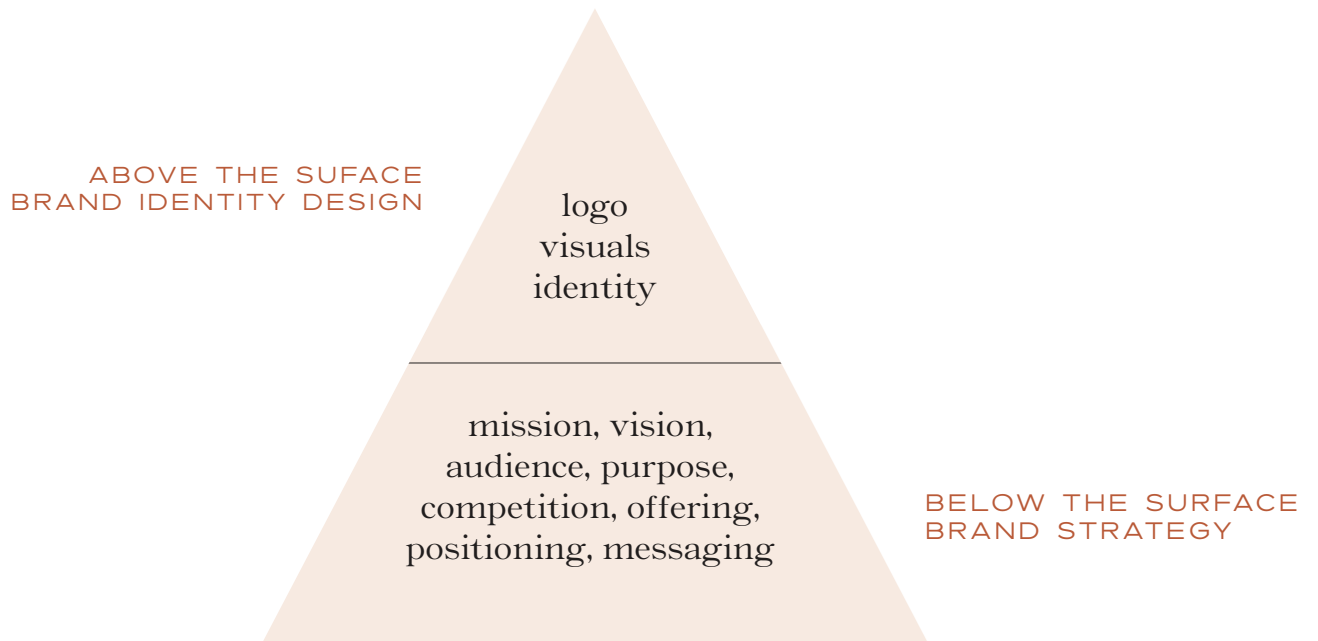 ABOVE THE SUFACE
BRAND IDENTITY DESIGN
logo
visuals
identity
mission, vision,
audience, purpose,
competition, offering,
positioning, messaging
BELOW THE SURFACE
BRAND STRATEGY